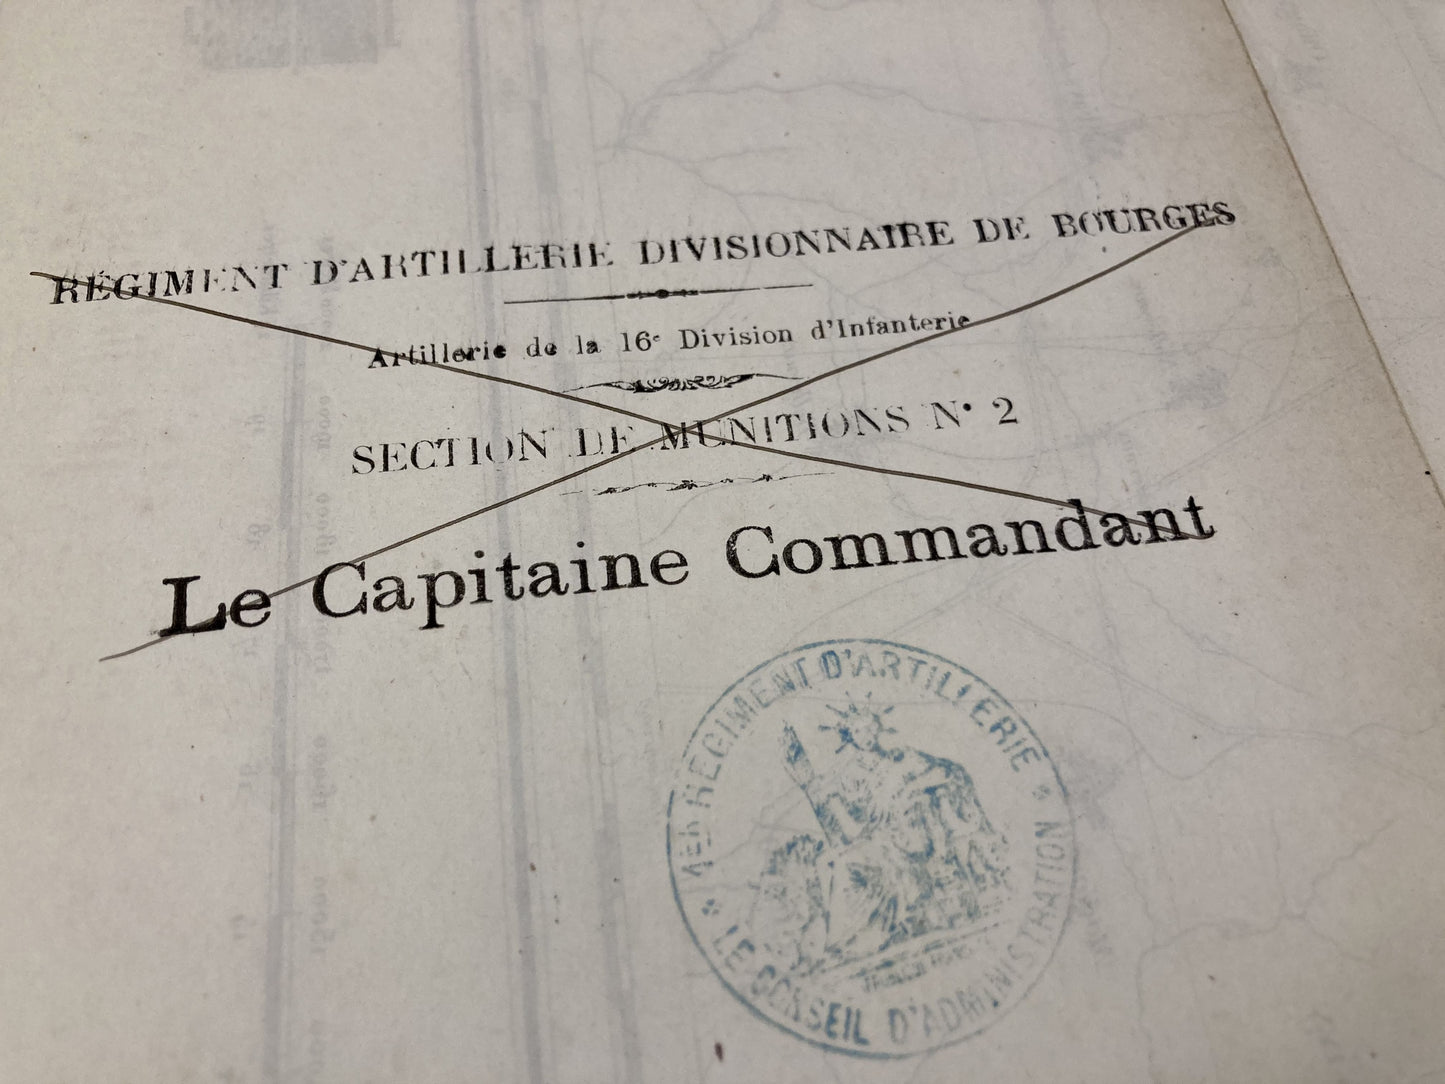 RÉGIMENT D'ARTILLERIE DIVISIONNAIRE DE BOURGES
Artillerie de la 16e Division d'Infanterie
SECTION DE MUNITIONS N° 2
Le Capitaine Commandant
1ER RÉGIMENT D'ARTILLERIE
LE CONSEIL D'ADMINISTRATION